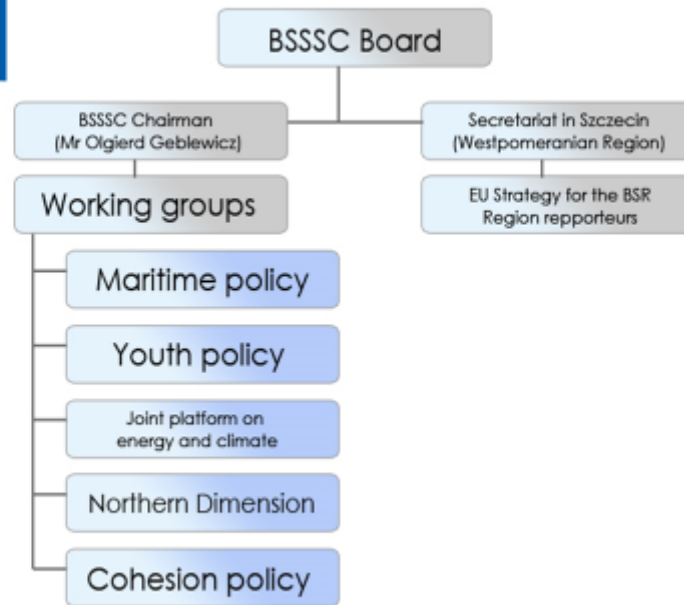 BSSSC Board
BSSSC Chairman
(Mr Olgierd Geblewicz)
Secretariat in Szczecin
(Westpomeranian Region)
Working groups
EU Strategy for the BSR
Region repporteurs
Maritime policy
Youth policy
Joint platform on
energy and climate
Northern Dimension
Cohesion policy